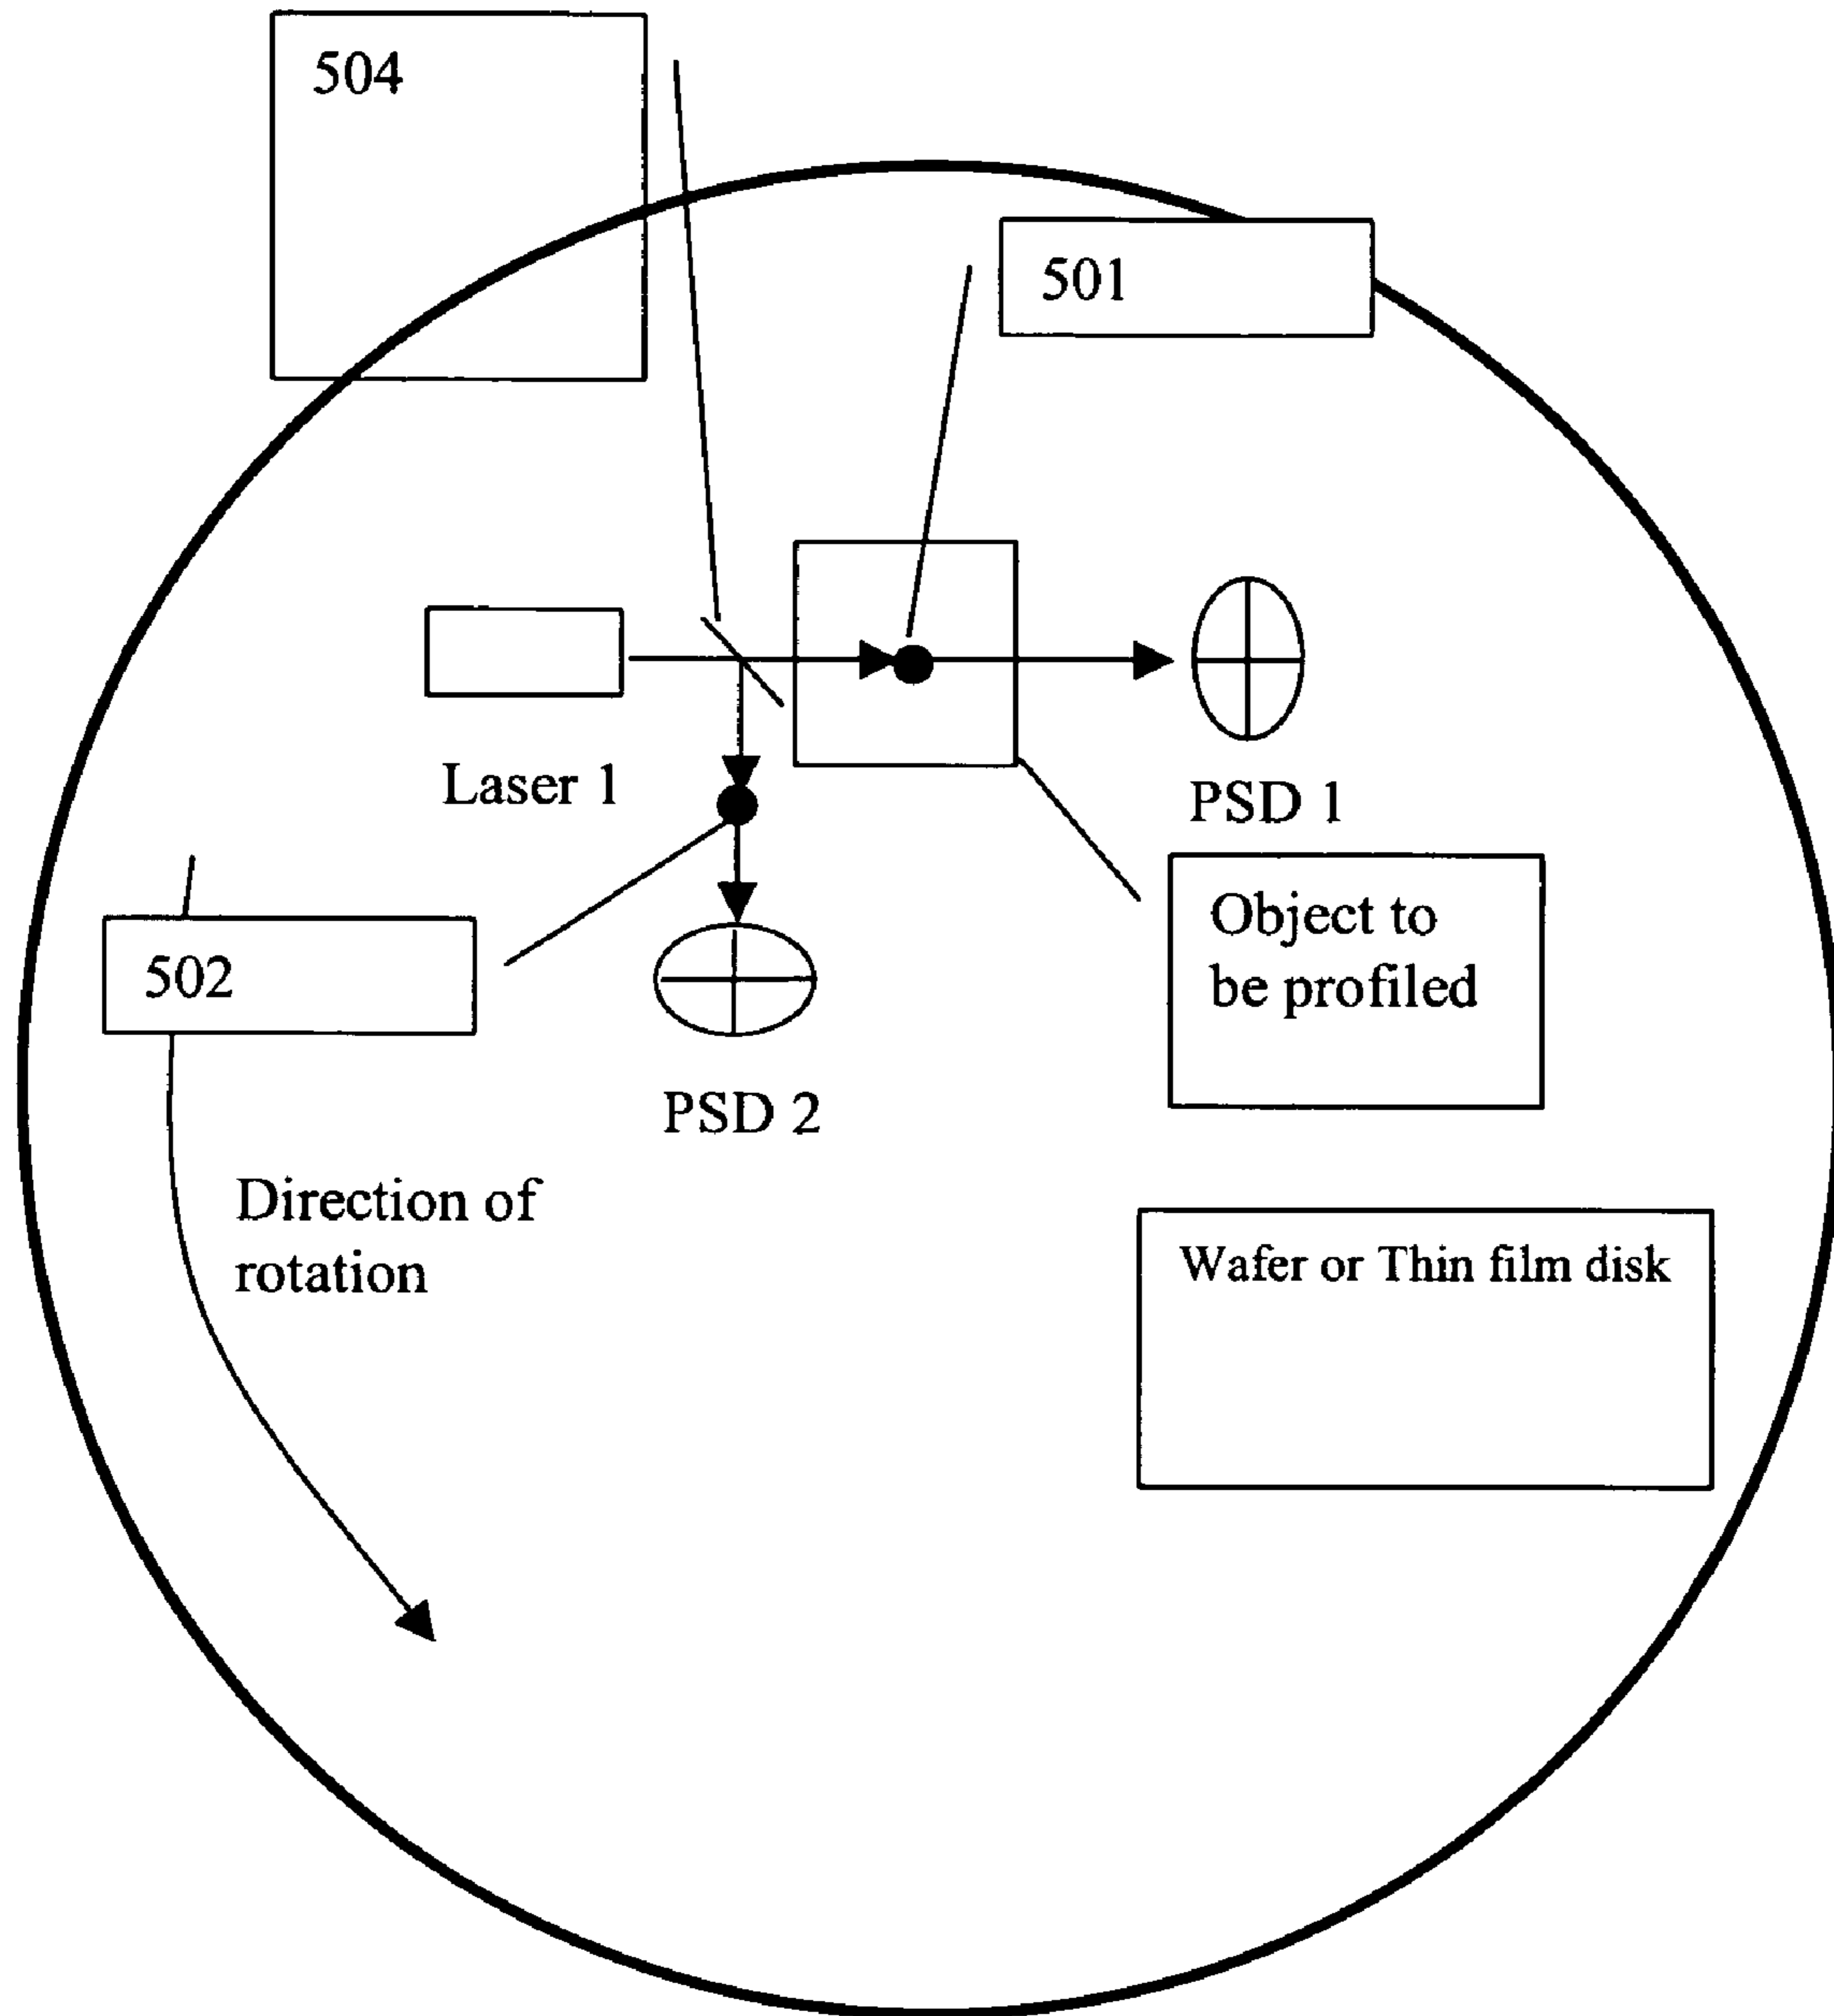 504
501
Laser 1
PSD 1
Object to
be profiled
502
PSD 2
Direction of
rotation
Wafer or Thin film disk